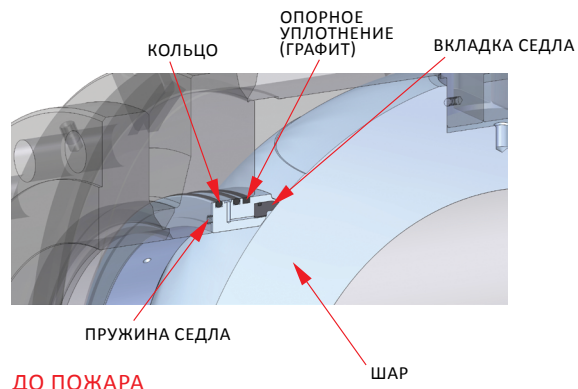 ОПОРНОЕ
УПЛОТНЕНИЕ
(ГРАФИТ)
КОЛЬЦО
ВКЛАДКА СЕДЛА
ПРУЖИНА СЕДЛА
ШАР
ДО ПОЖАРА